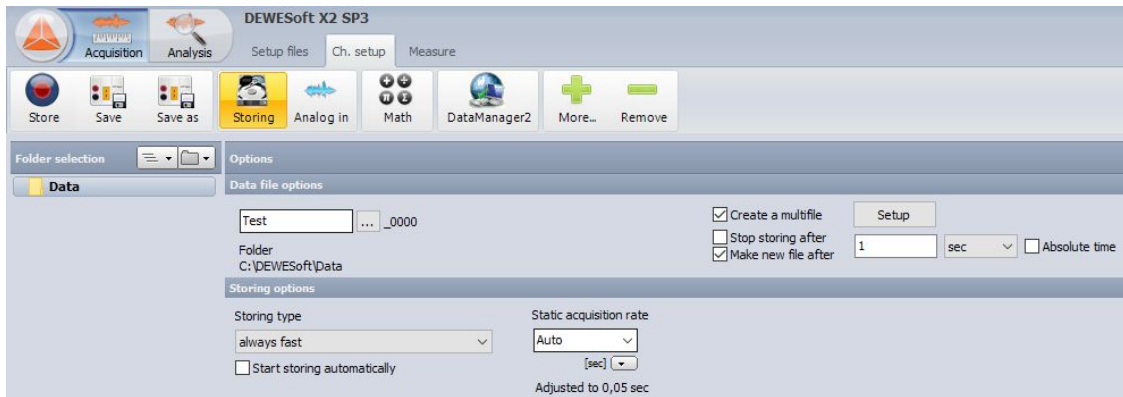 DEWESoft X2 SP3
Acquisition
Analysis
Setup files
Ch. setup
Measure
Store
Save
Save as
Storing
Analog in
Math
DataManager2
More...
Remove
Folder selection
Data
Options
Data file options
Test
...
_0000
Folder
C:\DEWESoft\Data
Create a multifile
Setup
Stop storing after
Make new file after
1
sec
Absolute time
Storing options
Storing type
always fast
Start storing automatically
Static acquisition rate
Auto
[sec]
Adjusted to 0,05 sec